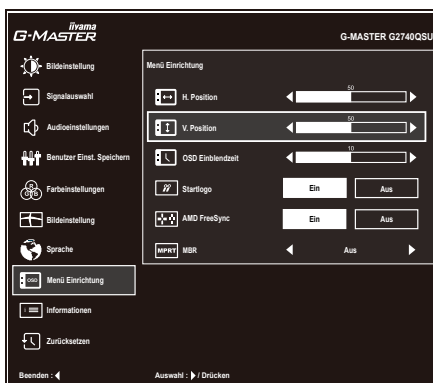 iiyama
G-MASTER
G-MASTER G2740QSU
Bildeinstellung
Signalauswahl
Audioeinstellungen
Benutzer Einst. Speichern
Farbeinstellungen
Bildeinstellung
Sprache
OSD Menü Einrichtung
Informationen
Zurücksetzen
Menü Einrichtung
H. Position 50
V. Position 50
OSD Einblendzeit 10
Startlogo Ein Aus
AMD FreeSync Ein Aus
MPRT MBR Aus
Beenden :
Auswahl : / Drücken